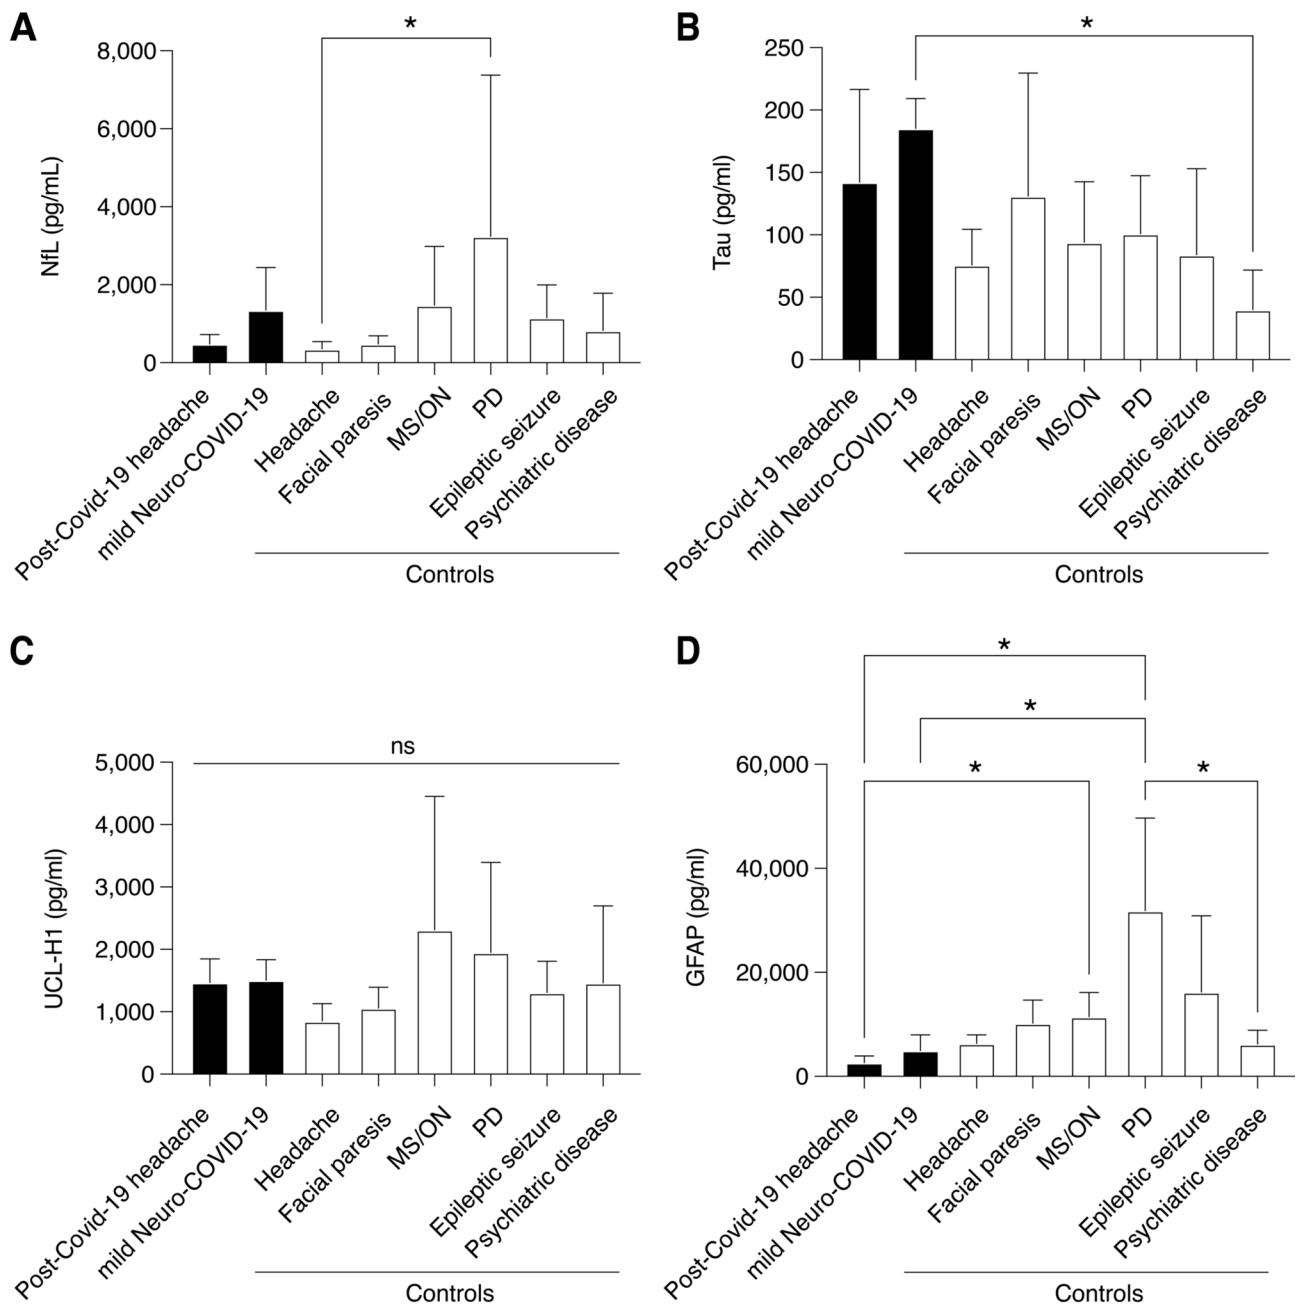 A
*
8,000
6,000
4,000
2,000
0
NfL (pg/mL)
Post-Covid-19 headache
mild Neuro-COVID-19
Headache
Facial paresis
MS/ON
PD
Epileptic seizure
Psychiatric disease
Controls
B
*
250
200
150
100
50
0
Tau (pg/ml)
Post-Covid-19 headache
mild Neuro-COVID-19
Headache
Facial paresis
MS/ON
PD
Epileptic seizure
Psychiatric disease
Controls
C
ns
5,000
4,000
3,000
2,000
1,000
0
UCL-H1 (pg/ml)
Post-Covid-19 headache
mild Neuro-COVID-19
Headache
Facial paresis
MS/ON
PD
Epileptic seizure
Psychiatric disease
Controls
D
*
*
*
*
60,000
40,000
20,000
0
GFAP (pg/ml)
Post-Covid-19 headache
mild Neuro-COVID-19
Headache
Facial paresis
MS/ON
PD
Epileptic seizure
Psychiatric disease
Controls